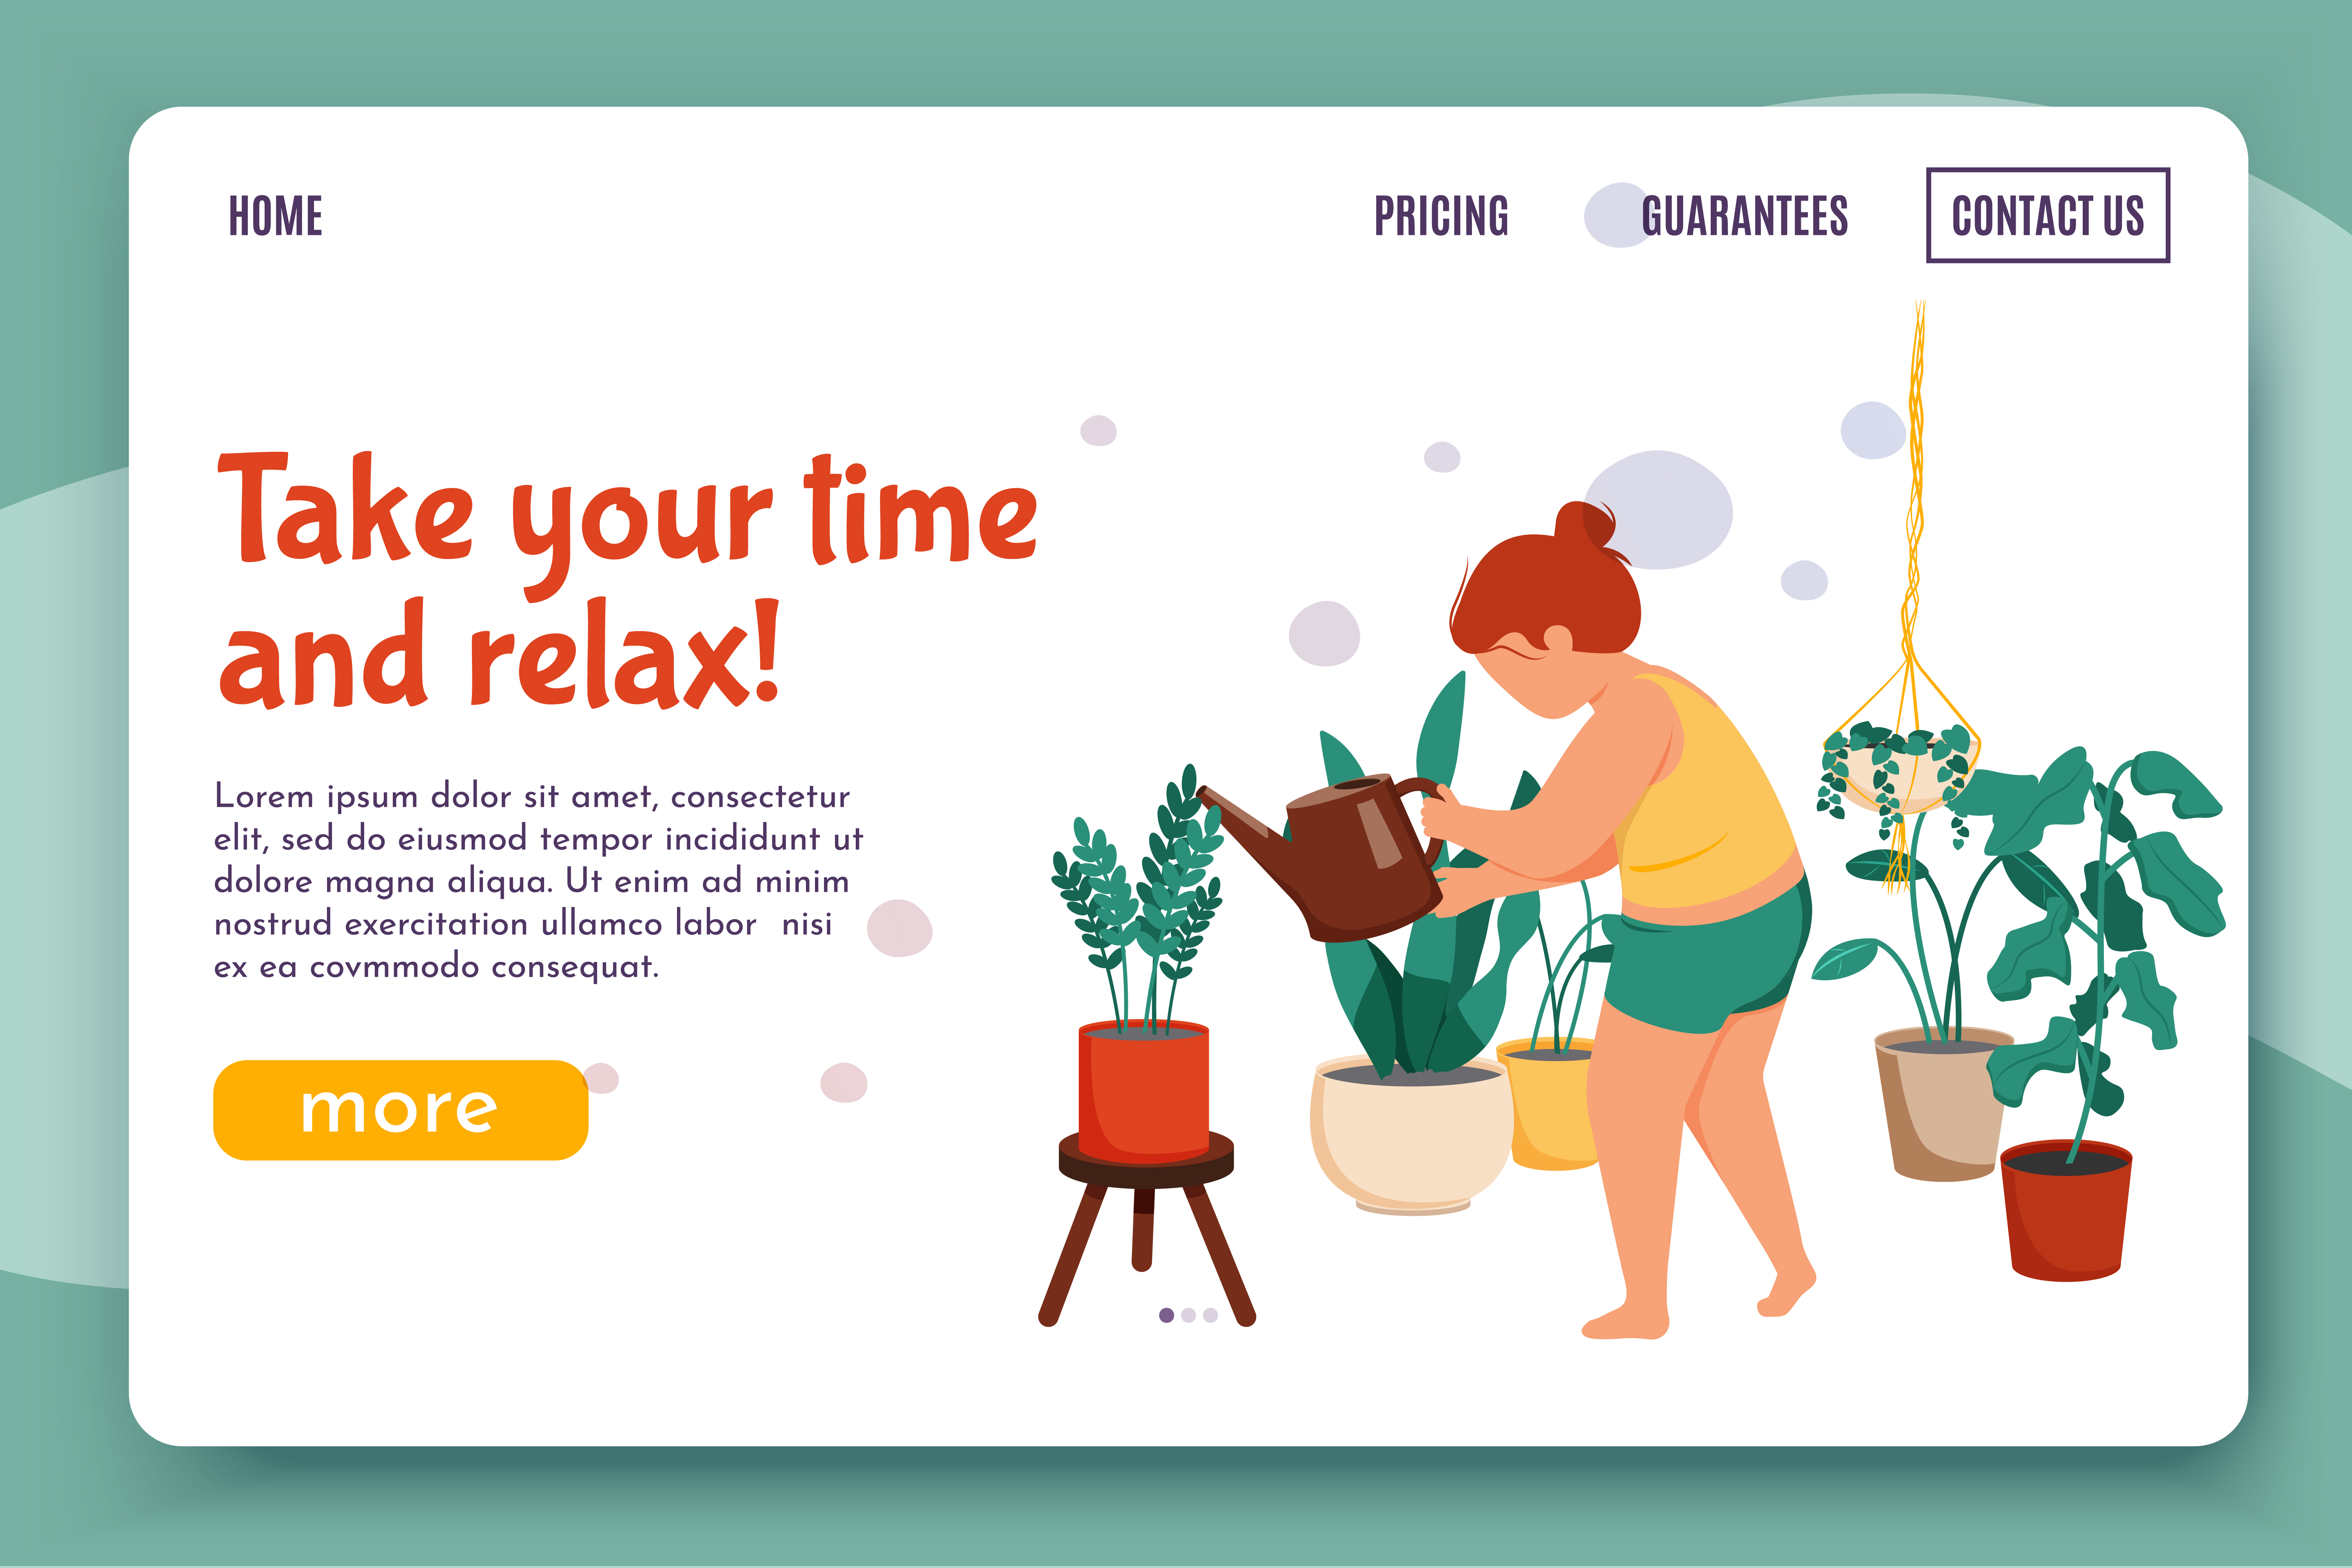 HOME PRICING GUARANTEES CONTACT US
Take your time
and relax!
Lorem ipsum dolor sit amet, consectetur
elit, sed do eiusmod tempor incididunt ut
dolore magna aliqua. Ut enim ad minim
nostrud exercitation ullamco labor  nisi
ex ea covmmodo consequat.
more